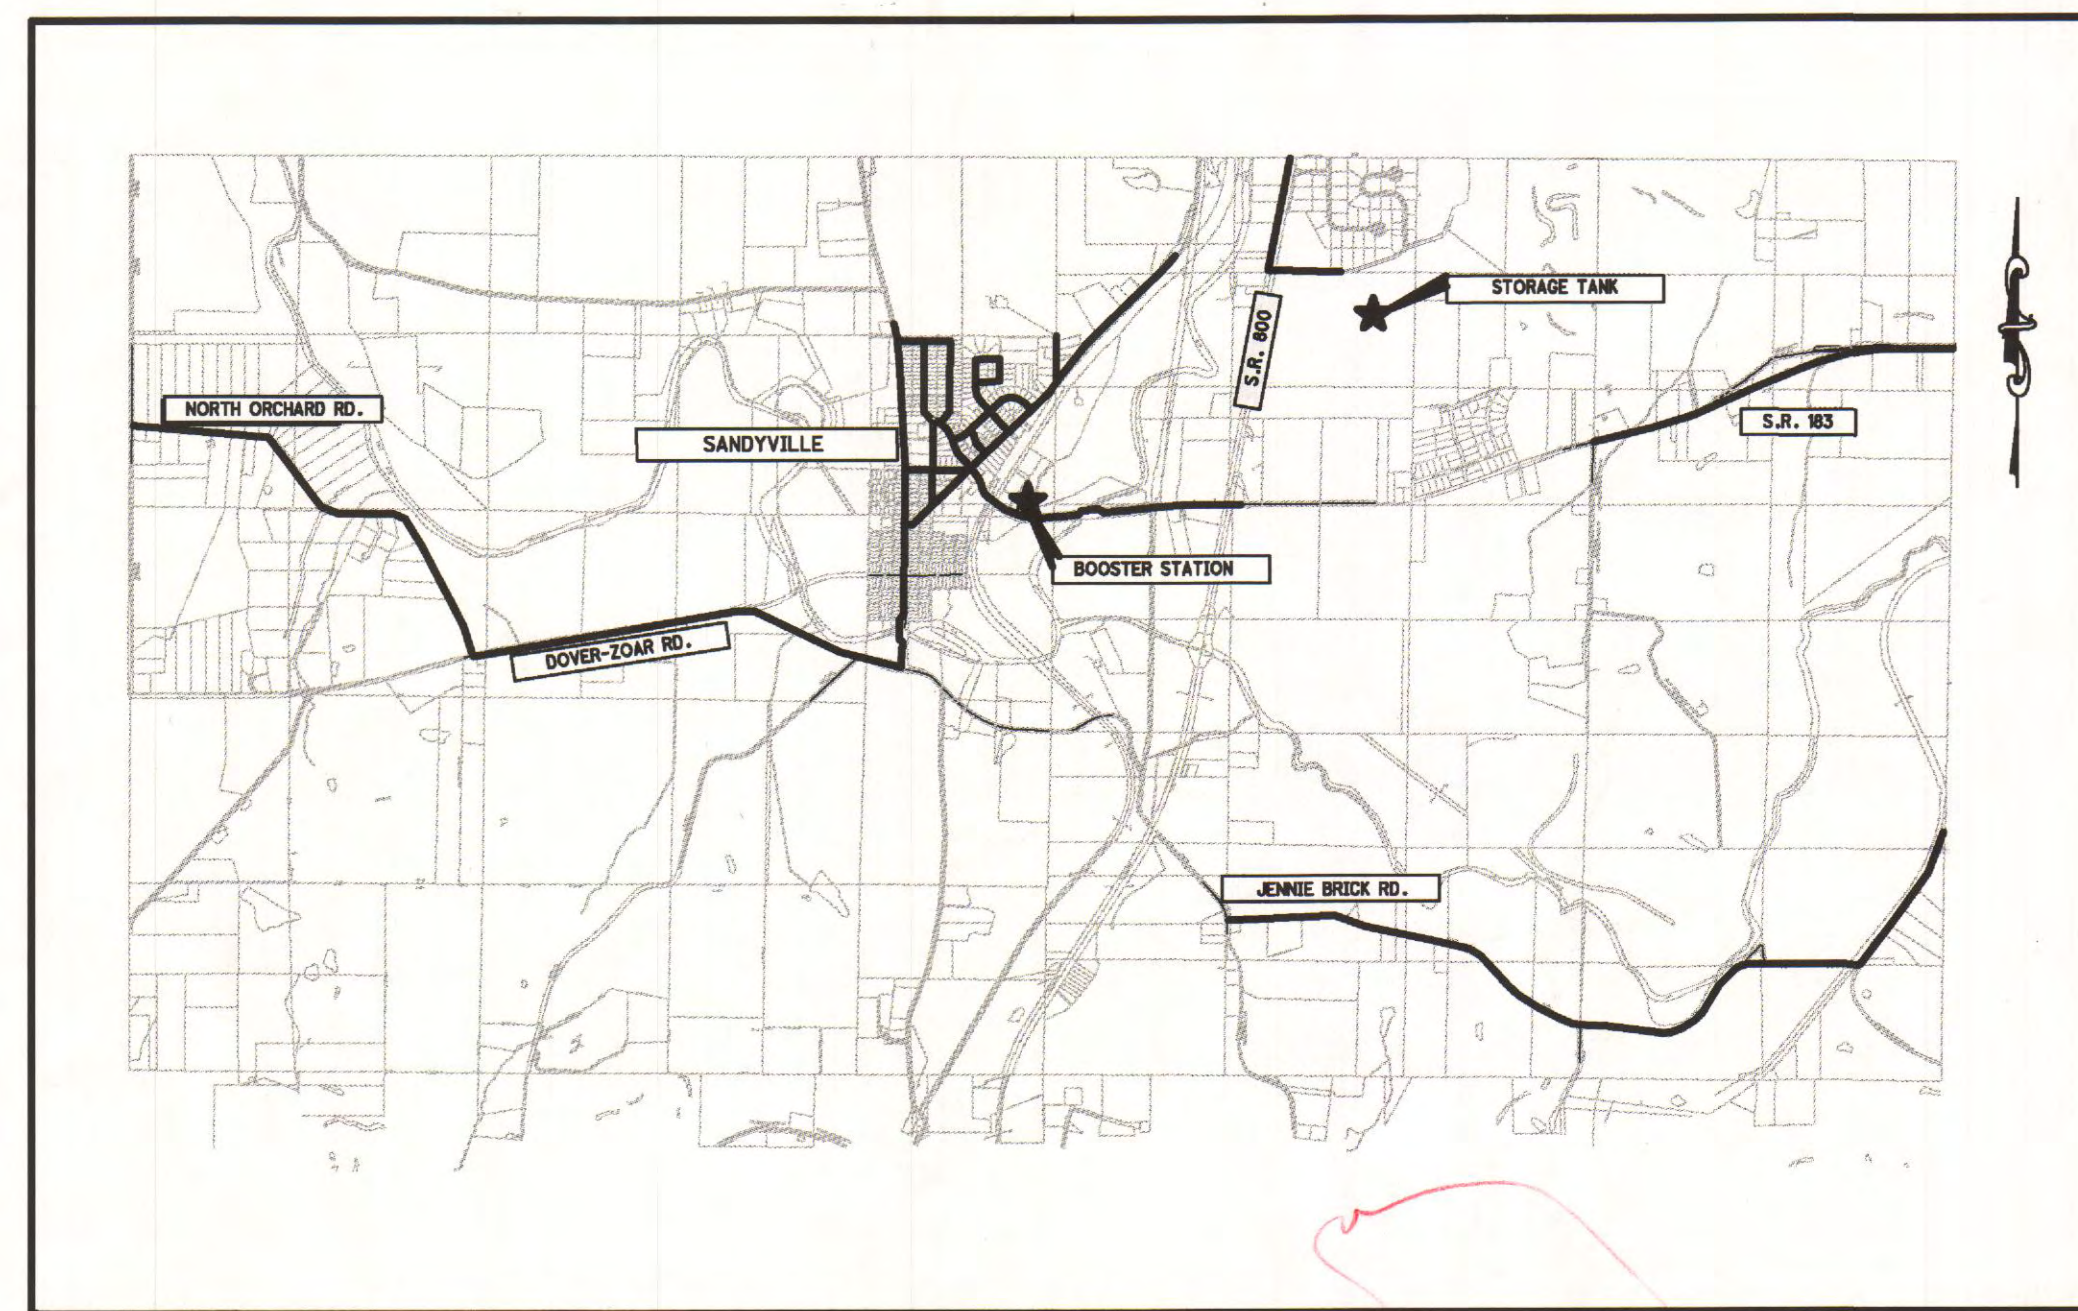 STORAGE TANK
S.R. 800
NORTH ORCHARD RD.
S.R. 183
SANDYVILLE
BOOSTER STATION
DOVER-ZOAR RD.
JENNIE BRICK RD.